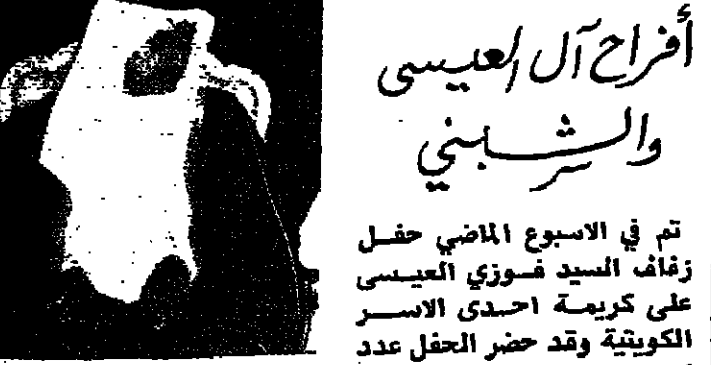 أفراح آل العيسى
والشربيني
تم في الاسبوع الماضي حفل
زفاف السيد فوزي العيسى
على كريمة احدى الاسر
الكويتية وقد حضر الحفل عدد